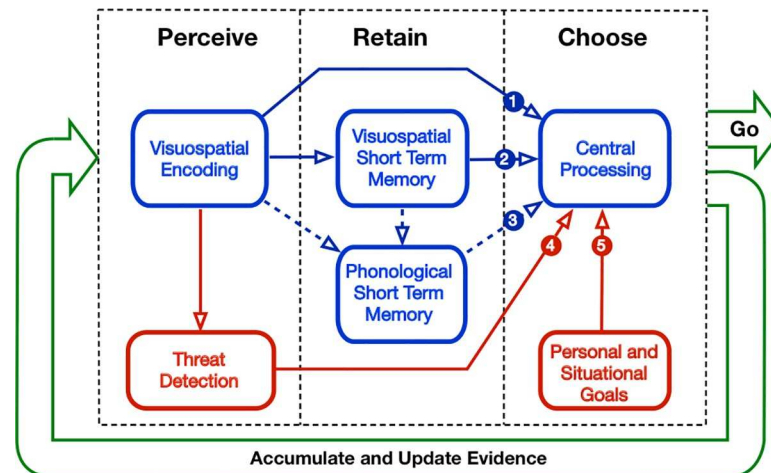 Perceive
Retain
Choose
Visuospatial
Encoding
Visuospatial
Short Term
Memory
Central
Processing
1
2
3
4
5
Go
Phonological
Short Term
Memory
Threat
Detection
Personal and
Situational
Goals
Accumulate and Update Evidence